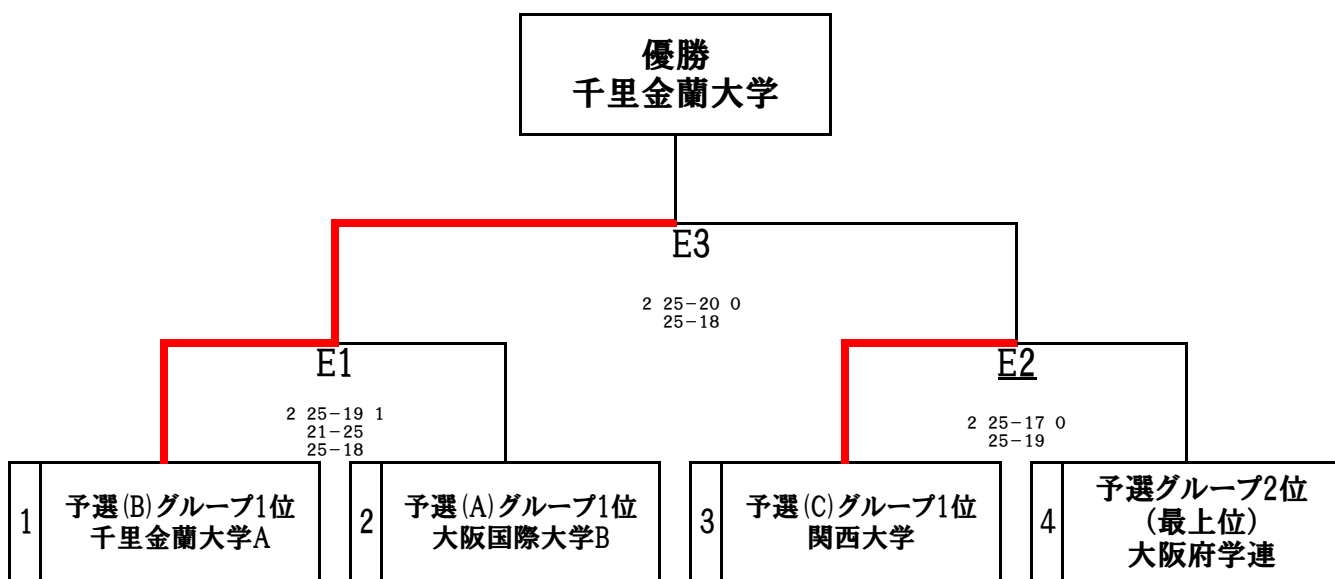 優勝
千里金蘭大学
E3
2 25-20 0
25-18
E1
2 25-19 1
21-25
25-18
E2
2 25-17 0
25-19
1
予選(B)グループ1位
千里金蘭大学A
2
予選(A)グループ1位
大阪国際大学B
3
予選(C)グループ1位
関西大学
4
予選グループ2位
(最上位)
大阪府学連